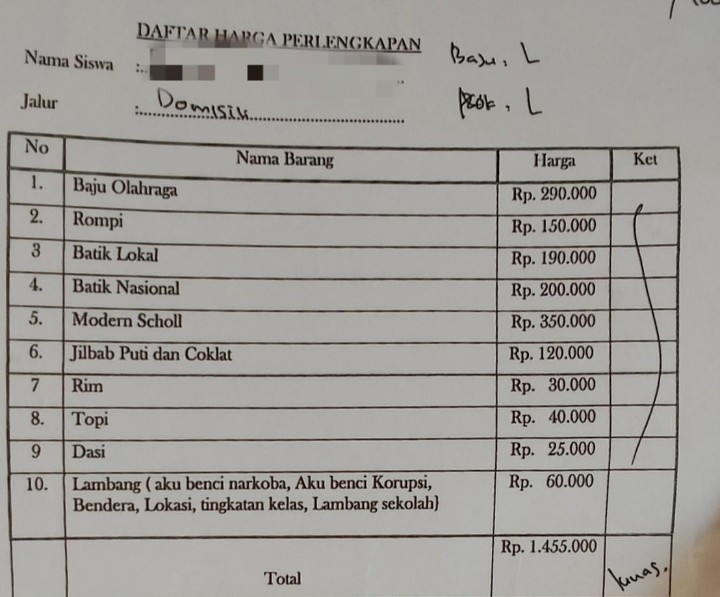 DAFTAR HARGA PERLENGKAPAN
Nama Siswa : Baju. L
Jalur : Domisili , L
No Nama Barang Harga Ket
1. Baju Olahraga Rp. 290.000
2. Rompi Rp. 150.000
3 Batik Lokal Rp. 190.000
4. Batik Nasional Rp. 200.000
5. Modern Scholl Rp. 350.000
6. Jilbab Puti dan Coklat Rp. 120.000
7 Rim Rp. 30.000
8. Topi Rp. 40.000
9 Dasi Rp. 25.000
10. Lambang ( aku benci narkoba, Aku benci Korupsi, Rp. 60.000
Bendera, Lokasi, tingkatan kelas, Lambang sekolah}
Rp. 1.455.000
Total lunas.